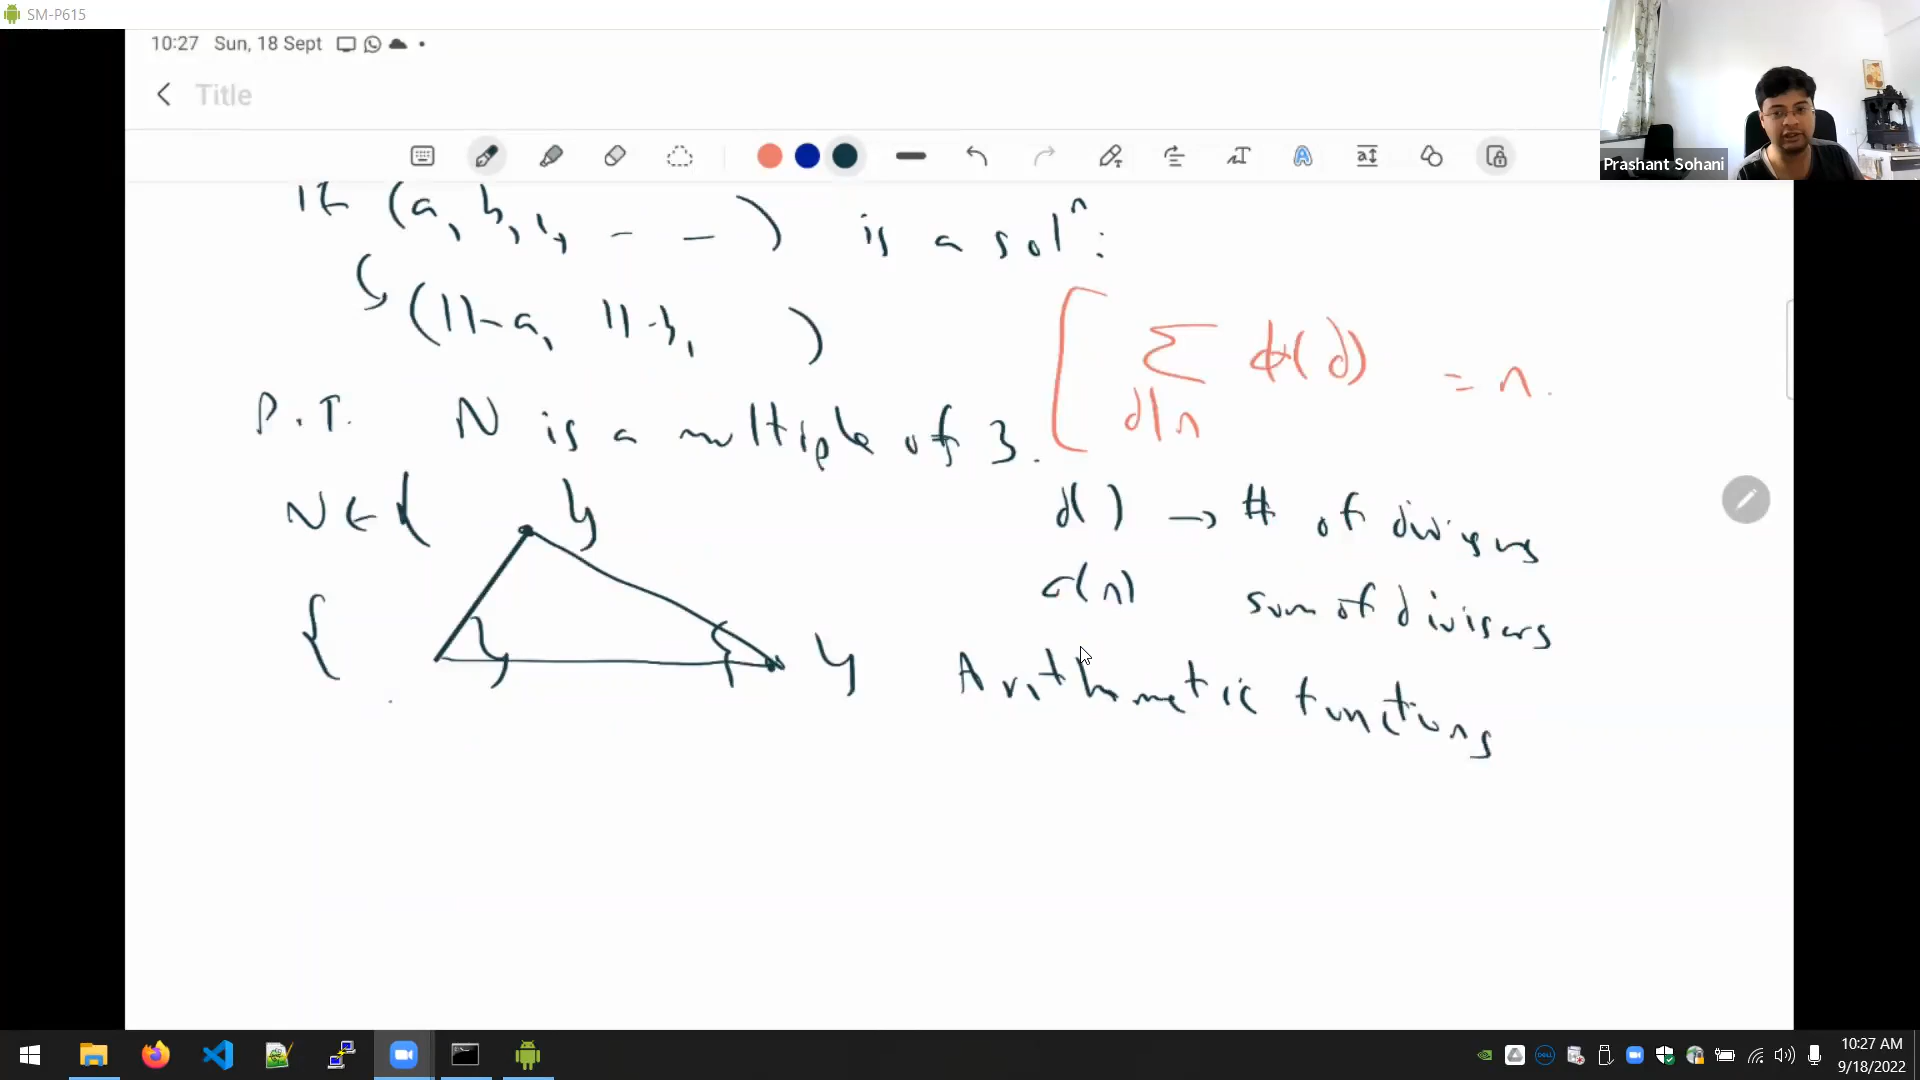 SM-P615
10:27 Sun, 18 Sept
Title
Prashant Sohani
If (a, b, c, - - ) is a solⁿ:
(11-a, 11-b, )
Σ ϕ(d) = n.
d|n
P.T. N is a multiple of 3.
N ∈ {
y
d( ) → # of divisors
σ(n) sum of divisors
{
y
Arithmetic functions
10:27 AM
9/18/2022